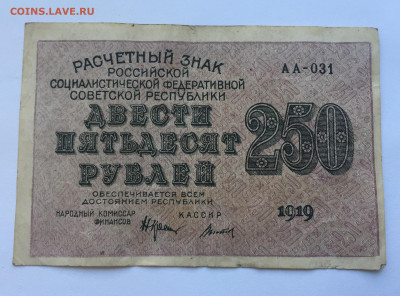 COINS.LAVE.RU
РАСЧЕТНЫЙ ЗНАК
РОССИЙСКОЙ
СОЦИАЛИСТИЧЕСКОЙ ФЕДЕРАТИВНОЙ
СОВЕТСКОЙ РЕСПУБЛИКИ
АА-031
ДВЕСТИ
ПЯТЬДЕСЯТ
РУБЛЕЙ
250
ОБЕСПЕЧИВАЕТСЯ ВСЕМ
ДОСТОЯНИЕМ РЕСПУБЛИКИ
НАРОДНЫЙ КОМИССАР
ФИНАНСОВ
КАССИР
1919